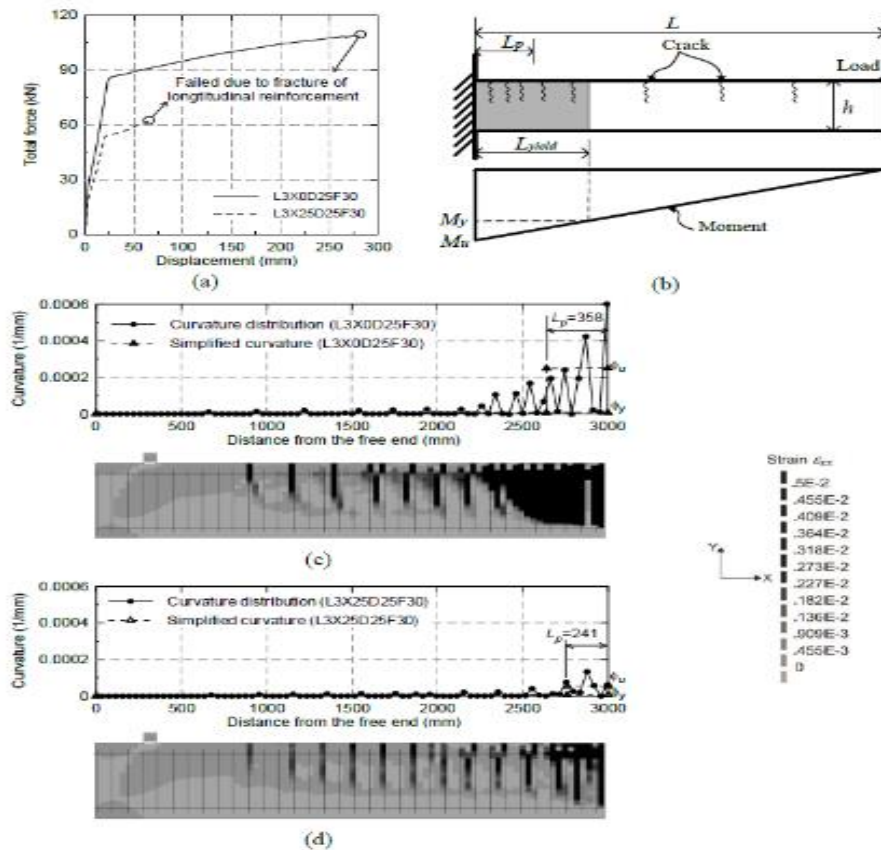 120
90
60
30
0
Total force (kN)
Failed due to fracture of
longitudinal reinforcement
L3X0D25F30
L3X25D25F30
0 50 100 150 200 250 300
Displacement (mm)
(a)
L
Lp
Crack
Load
h
Lyield
My
Mu
Moment
(b)
0.0006
0.0004
0.0002
0
Curvature (1/mm)
Curvature distribution (L3X0D25F30)
Simplified curvature (L3X0D25F30)
Lp=358
0 500 1000 1500 2000 2500 3000
Distance from the free end (mm)
(c)
Strain εxx
.5E-2
.455E-2
.409E-2
.364E-2
.318E-2
.273E-2
.227E-2
.182E-2
.136E-2
.909E-3
.455E-3
0
Y
X
0.0006
0.0004
0.0002
0
Curvature (1/mm)
Curvature distribution (L3X25D25F30)
Simplified curvature (L3X25D25F30)
Lp=241
0 500 1000 1500 2000 2500 3000
Distance from the free end (mm)
(d)